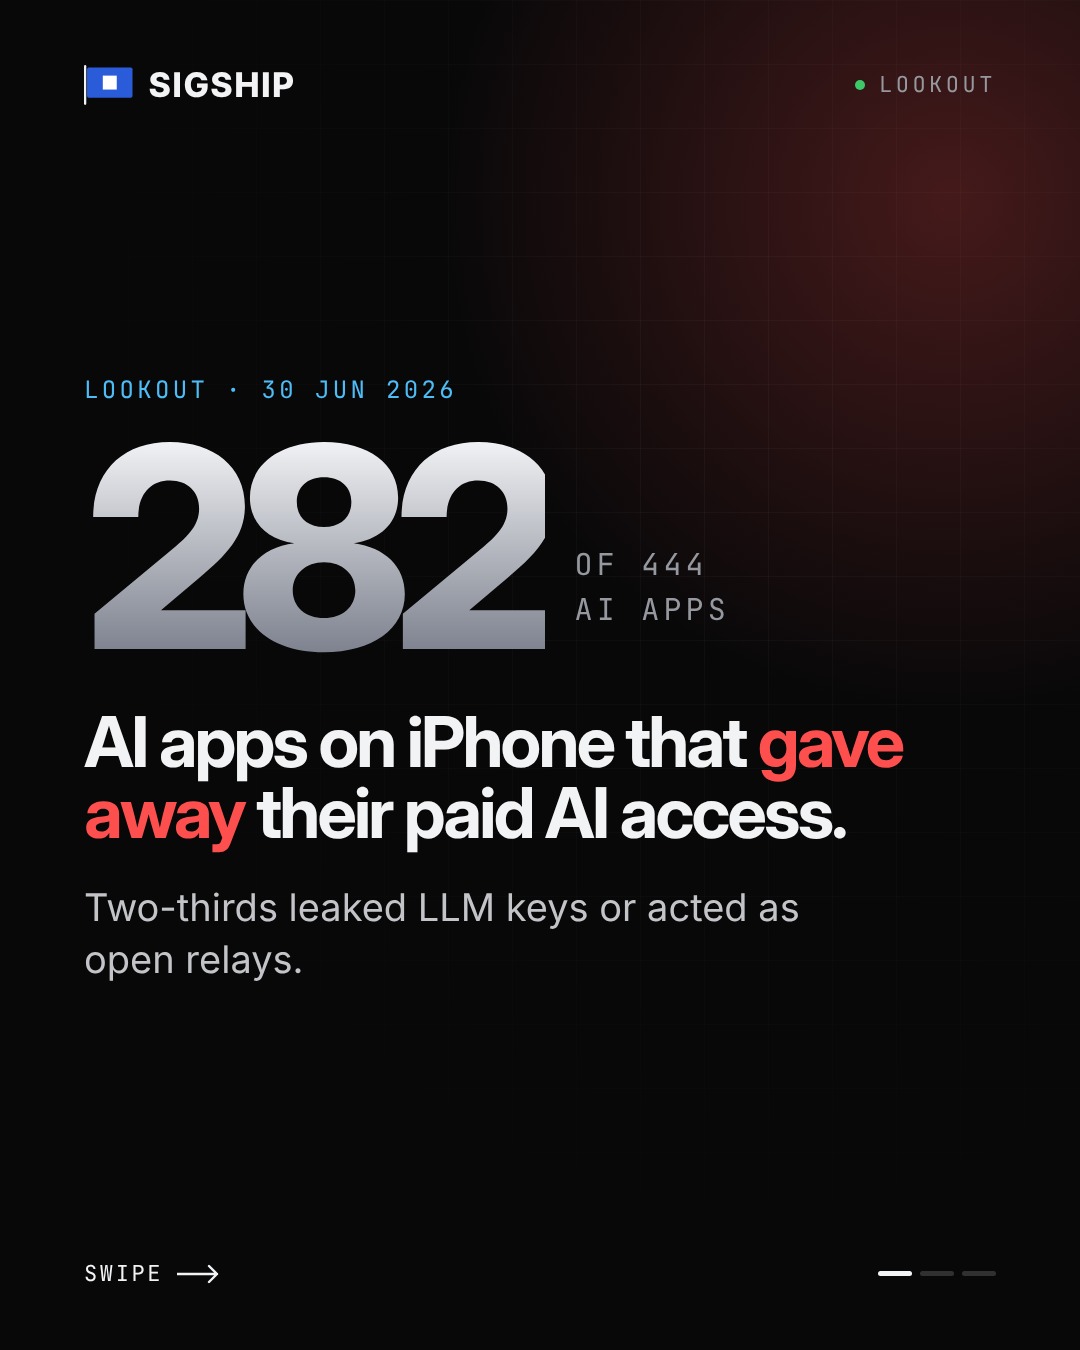 SIGSHIP
LOOKOUT
LOOKOUT · 30 JUN 2026
282
OF 444
AI APPS
AI apps on iPhone that gave
away their paid AI access.
Two-thirds leaked LLM keys or acted as
open relays.
SWIPE →